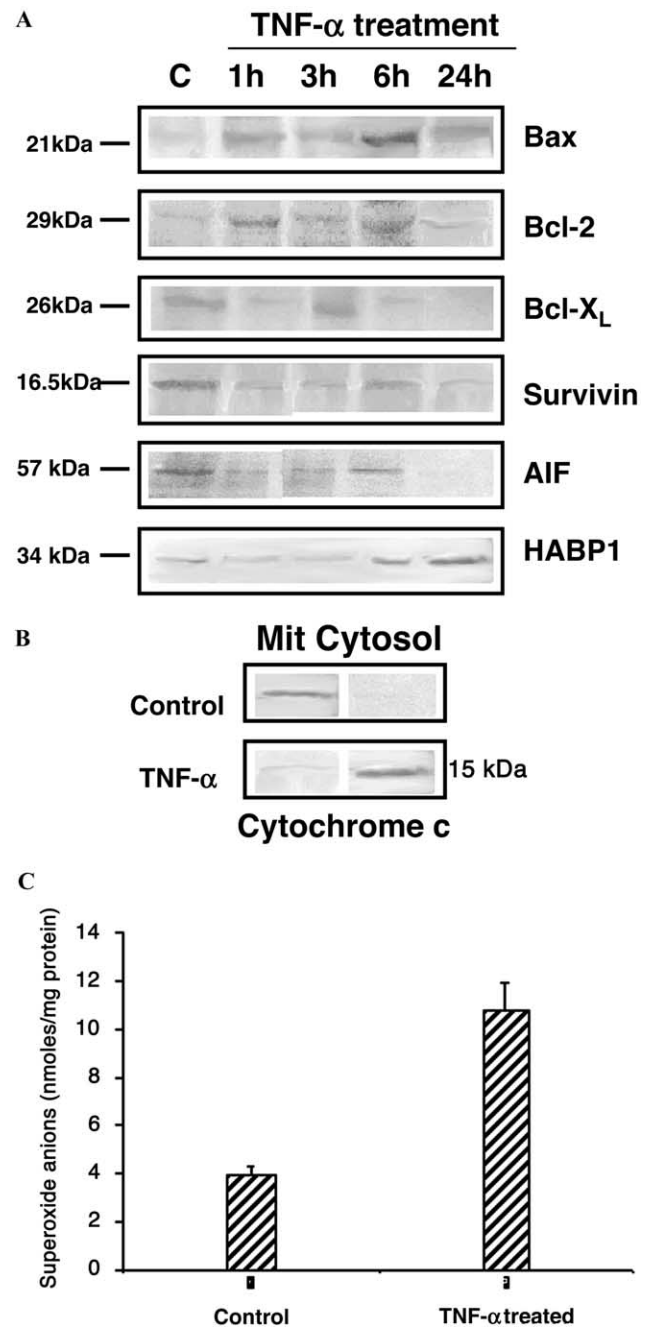 A
TNF-α treatment
C 1h 3h 6h 24h
21kDa Bax
29kDa Bcl-2
26kDa Bcl-XL
16.5kDa Survivin
57 kDa AIF
34 kDa HABP1
B
Mit Cytosol
Control
TNF-α 15 kDa
Cytochrome c
C
Superoxide anions (nmoles/mg protein)
14
12
10
8
6
4
2
0
Control TNF-αtreated